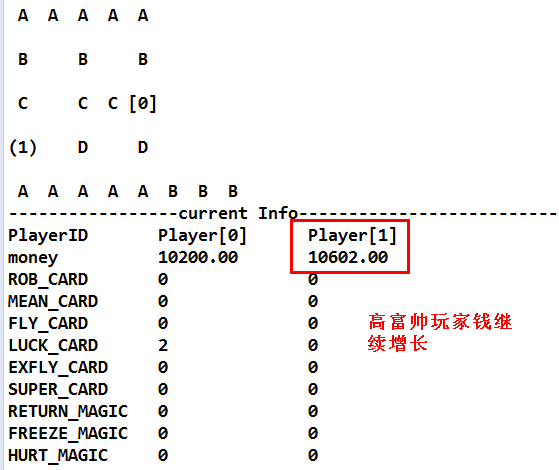 A A A A A
B B B
C C C [0]
(1) D D
A A A A A B B B
-----------------current Info--------------------------
PlayerID Player[0] Player[1]
money 10200.00 10602.00
ROB_CARD 0 0
MEAN_CARD 0 0
FLY_CARD 0 0
LUCK_CARD 2 0
EXFLY_CARD 0 0
SUPER_CARD 0 0
RETURN_MAGIC 0 0
FREEZE_MAGIC 0 0
HURT_MAGIC 0 0
高富帅玩家钱继
续增长